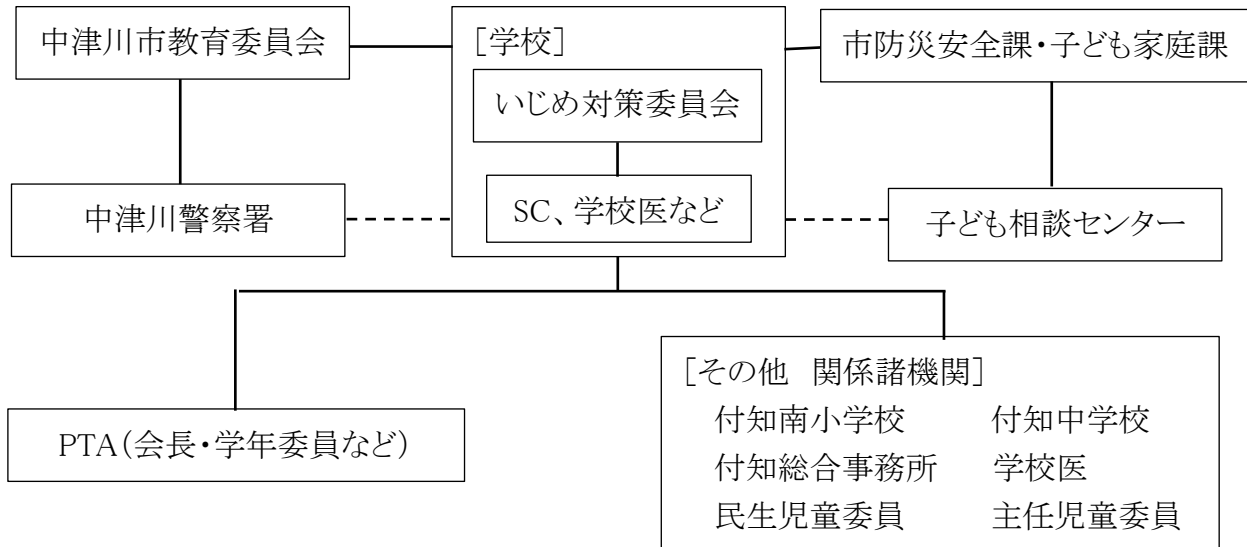 中津川市教育委員会
[学校]
市防災安全課・子ども家庭課
いじめ対策委員会
中津川警察署
SC、学校医など
子ども相談センター
[その他 関係諸機関]
付知南小学校 付知中学校
PTA(会長・学年委員など)
付知総合事務所 学校医
民生児童委員 主任児童委員